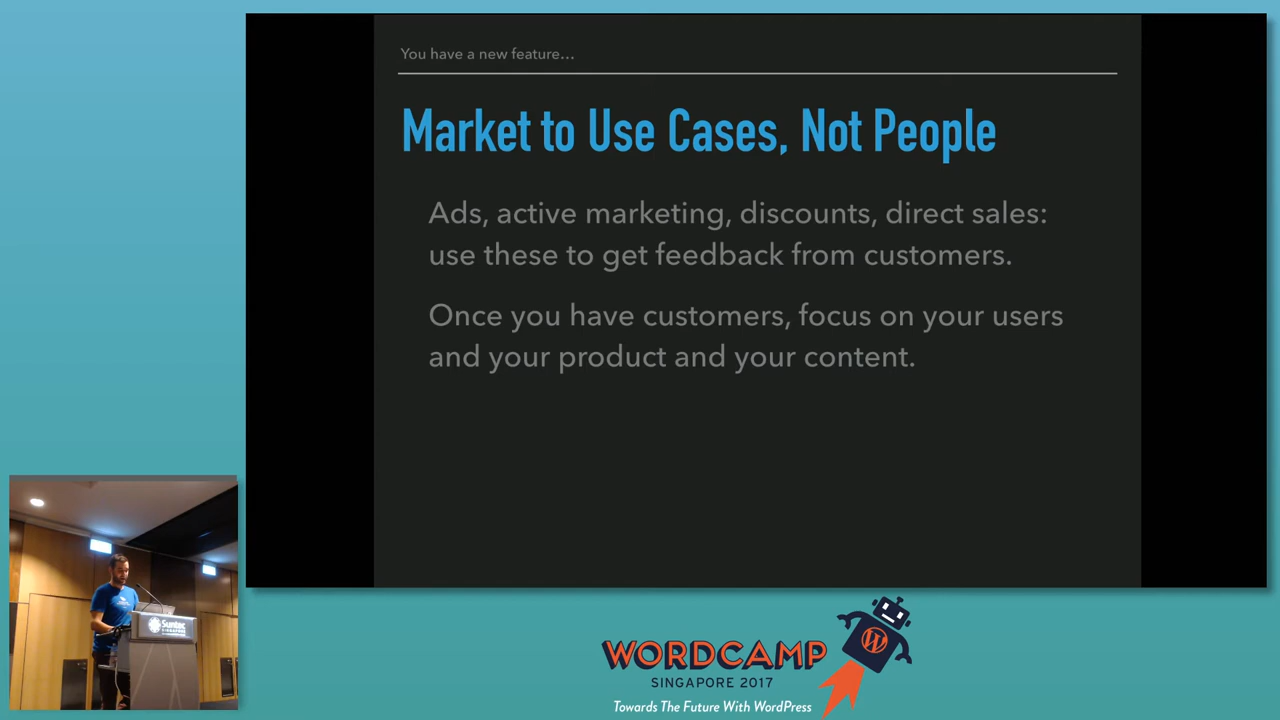 You have a new feature...
Market to Use Cases, Not People
Ads, active marketing, discounts, direct sales:
use these to get feedback from customers.
Once you have customers, focus on your users
and your product and your content.
Suntec
SINGAPORE
WORDCAMP
SINGAPORE 2017
Towards The Future With WordPress